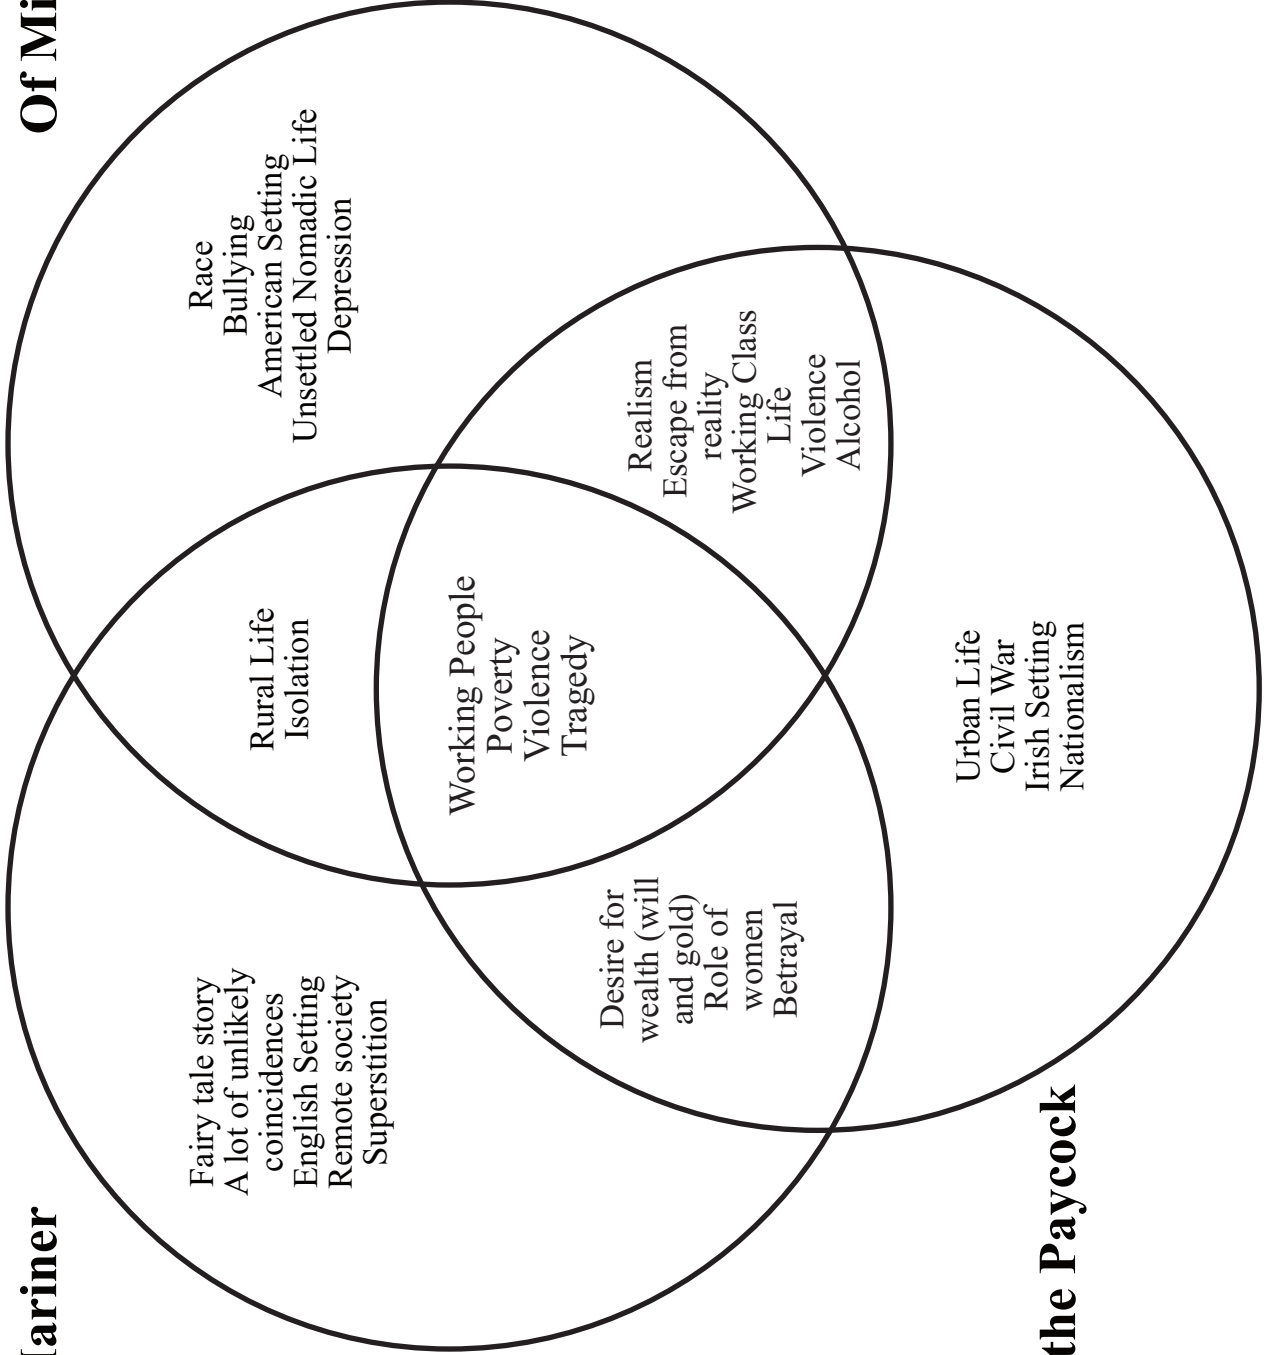 ariner
Of Mi
Fairy tale story
A lot of unlikely
coincidences
English Setting
Remote society
Superstition
Rural Life
Isolation
Race
Bullying
American Setting
Unsettled Nomadic Life
Depression
Working People
Poverty
Violence
Tragedy
Desire for
wealth (will
and gold)
Role of
women
Betrayal
Realism
Escape from
reality
Working Class
Life
Violence
Alcohol
Urban Life
Civil War
Irish Setting
Nationalism
the Paycock